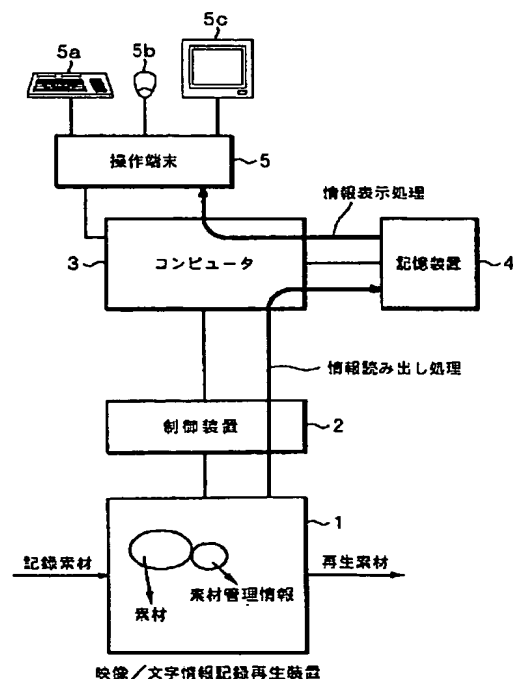 5a
5b
5c
操作端末
5
情報表示処理
3
コンピュータ
記憶装置
4
情報読み出し処理
制御装置
2
1
記録素材
再生素材
素材
素材管理情報
映像／文字情報記録再生装置